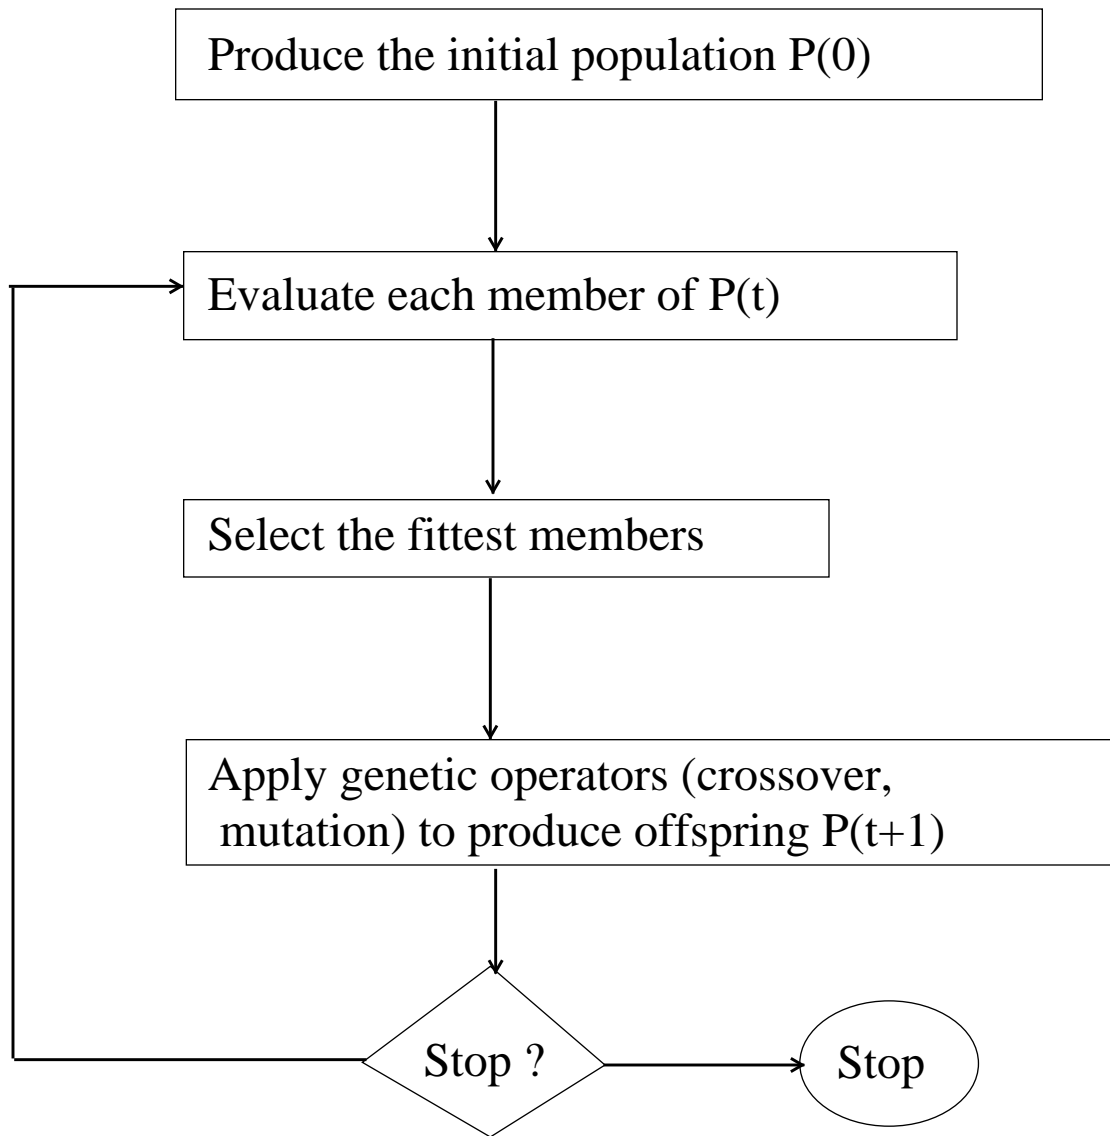 Produce the initial population P(0)
Evaluate each member of P(t)
Select the fittest members
Apply genetic operators (crossover,
mutation) to produce offspring P(t+1)
Stop ?
Stop